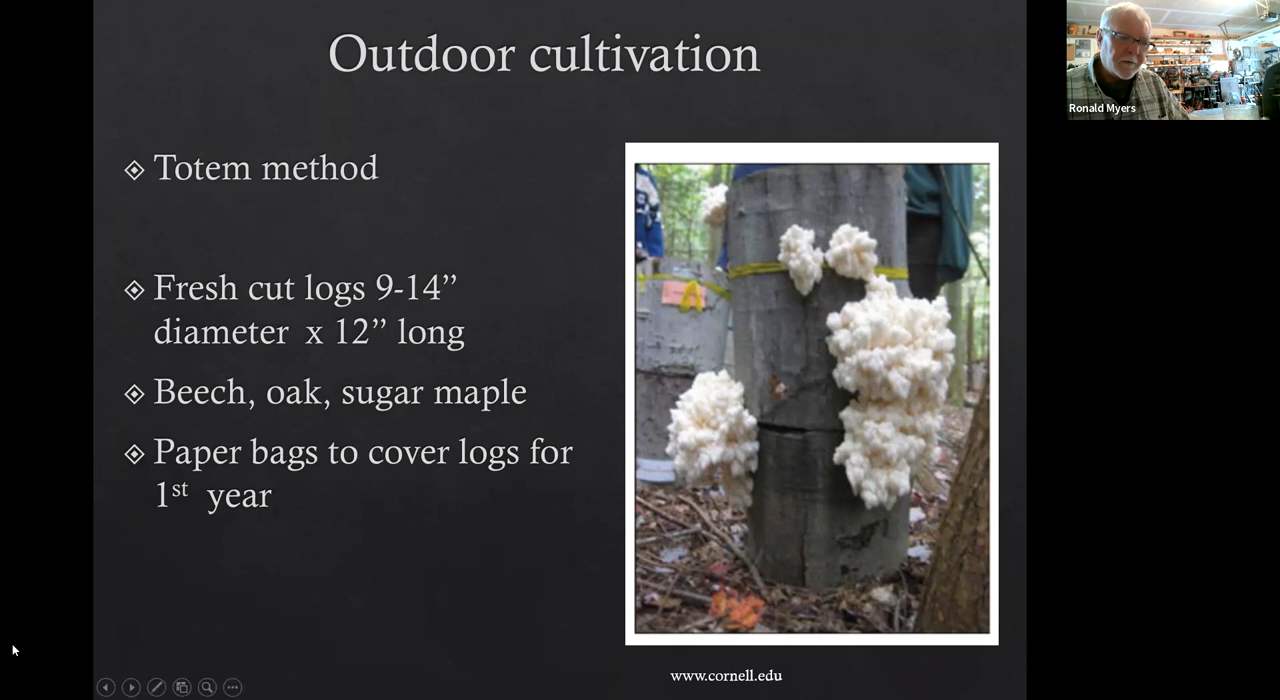 Outdoor cultivation
Totem method
Fresh cut logs 9-14”
diameter x 12” long
Beech, oak, sugar maple
Paper bags to cover logs for
1st year
www.cornell.edu
Ronald Myers